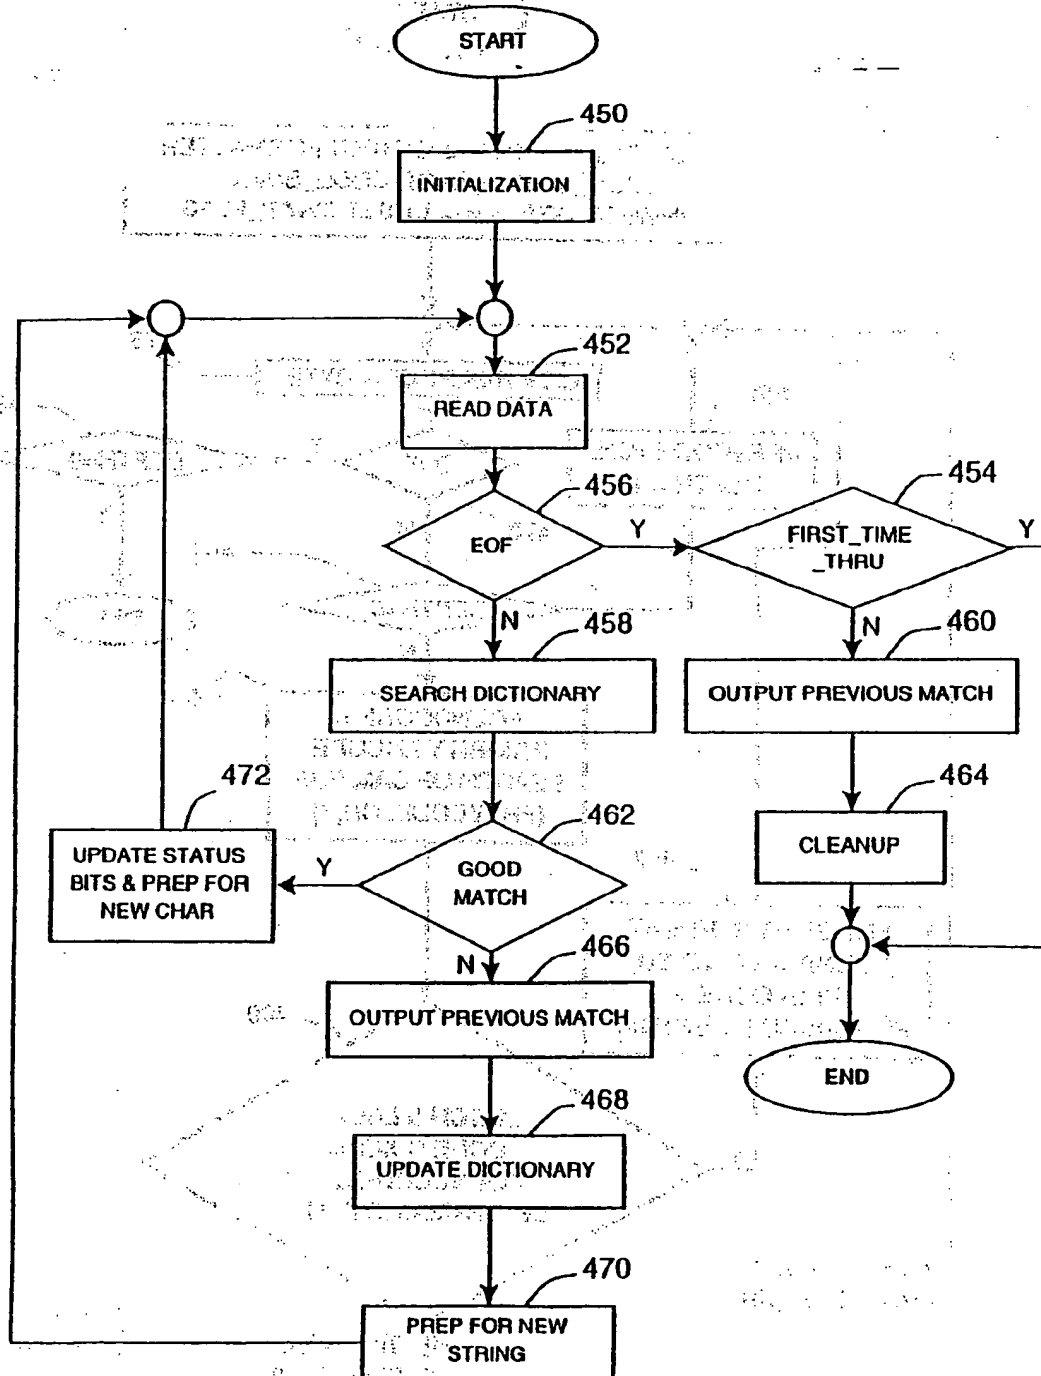 START
450
INITIALIZATION
452
READ DATA
456
EOF
Y
454
FIRST_TIME
_THRU
Y
N
458
SEARCH DICTIONARY
N
460
OUTPUT PREVIOUS MATCH
472
UPDATE STATUS
BITS & PREP FOR
NEW CHAR
Y
462
GOOD
MATCH
464
CLEANUP
N
466
OUTPUT PREVIOUS MATCH
END
468
UPDATE DICTIONARY
470
PREP FOR NEW
STRING